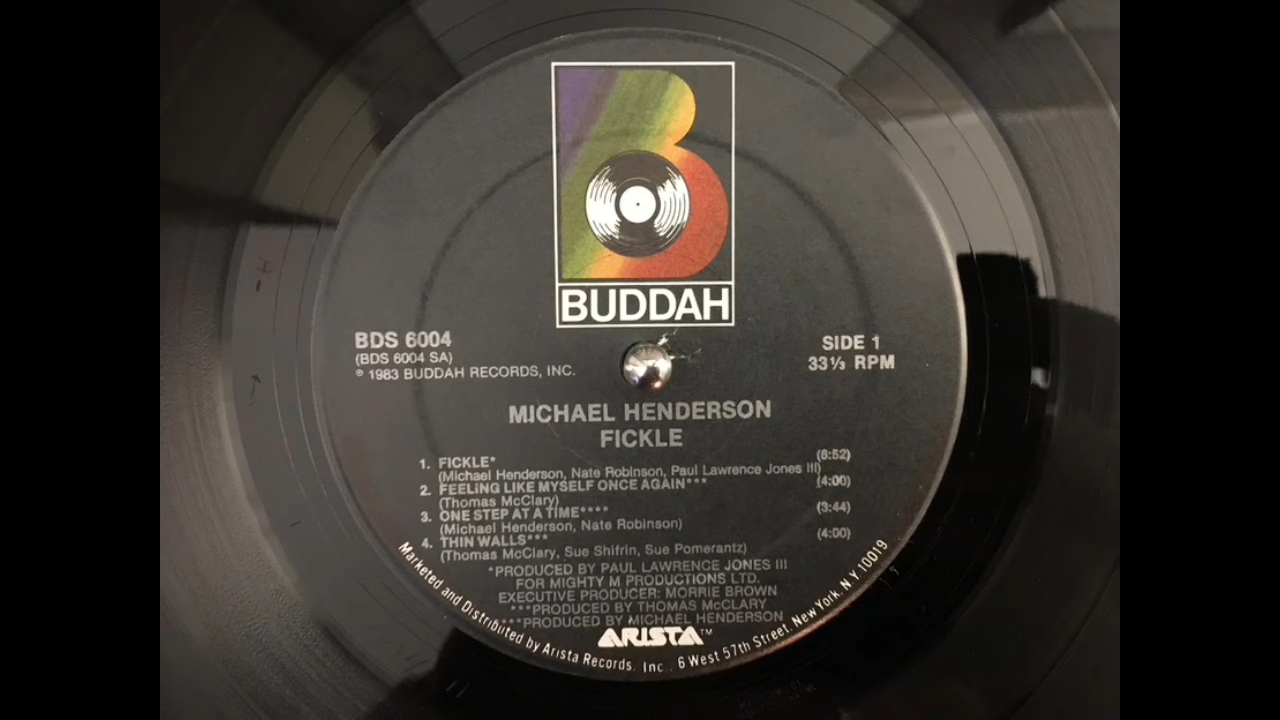 BUDDAH
BDS 6004
(BDS 6004 SA)
℗ 1983 BUDDAH RECORDS, INC.
SIDE 1
33⅓ RPM
MICHAEL HENDERSON
FICKLE
1. FICKLE* (6:52)
(Michael Henderson, Nate Robinson, Paul Lawrence Jones III)
2. FEELING LIKE MYSELF ONCE AGAIN*** (4:00)
(Thomas McClary)
3. ONE STEP AT A TIME**** (3:44)
(Michael Henderson, Nate Robinson)
4. THIN WALLS*** (4:00)
(Thomas McClary, Sue Shifrin, Sue Pomerantz)
*PRODUCED BY PAUL LAWRENCE JONES III
FOR MIGHTY M PRODUCTIONS LTD.
EXECUTIVE PRODUCER: MORRIE BROWN
***PRODUCED BY THOMAS McCLARY
****PRODUCED BY MICHAEL HENDERSON
ARISTA™
Marketed and Distributed by Arista Records, Inc., 6 West 57th Street, New York, N.Y. 10019